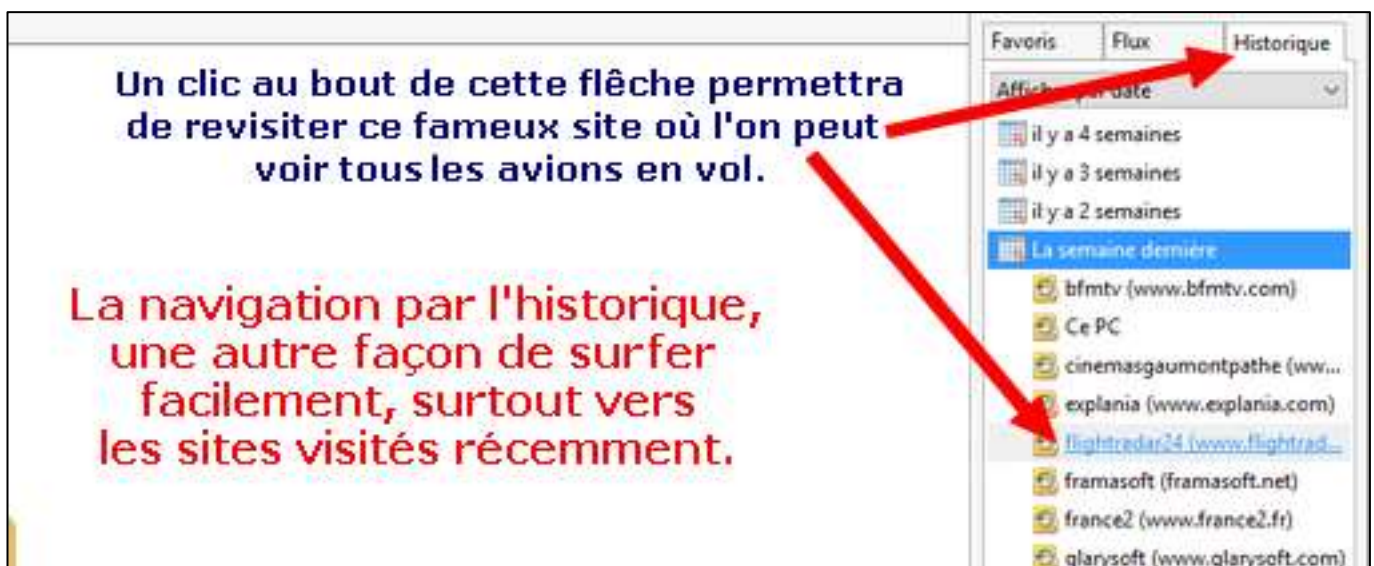 Favoris Flux Historique
Un clic au bout de cette flêche permettra
de revisiter ce fameux site où l'on peut
voir tous les avions en vol.
La navigation par l'historique,
une autre façon de surfer
facilement, surtout vers
les sites visités récemment.
Afficher par date
il y a 4 semaines
il y a 3 semaines
il y a 2 semaines
La semaine dernière
bfmtv (www.bfmtv.com)
Ce PC
cinemasgaumontpathe (ww...
explania (www.explania.com)
flightradar24 (www.flightrad...
framasoft (framasoft.net)
france2 (www.france2.fr)
glarysoft (www.glarysoft.com)